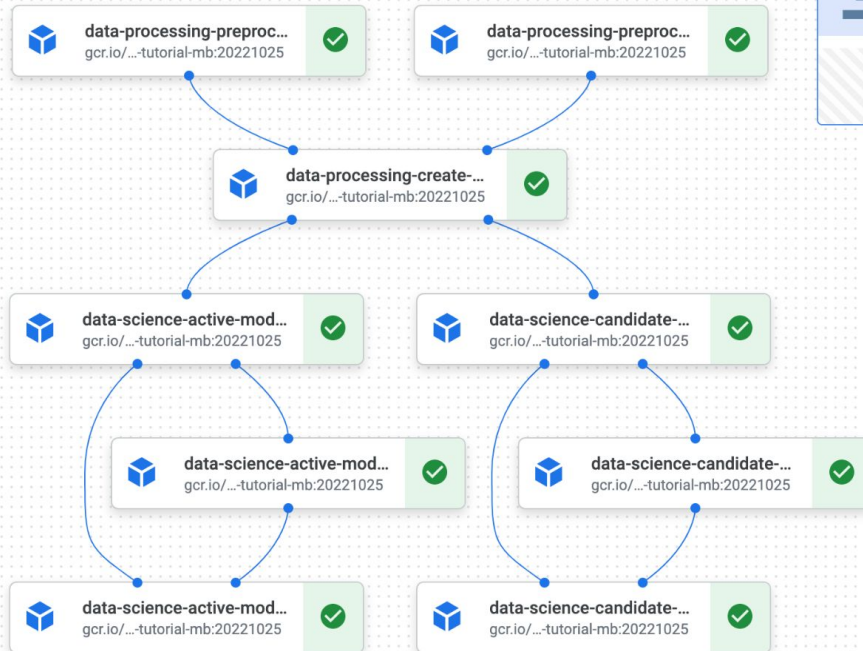 data-processing-preproc...
gcr.io/...-tutorial-mb:20221025
data-processing-preproc...
gcr.io/...-tutorial-mb:20221025
data-processing-create-...
gcr.io/...-tutorial-mb:20221025
data-science-active-mod...
gcr.io/...-tutorial-mb:20221025
data-science-candidate-...
gcr.io/...-tutorial-mb:20221025
data-science-active-mod...
gcr.io/...-tutorial-mb:20221025
data-science-candidate-...
gcr.io/...-tutorial-mb:20221025
data-science-active-mod...
gcr.io/...-tutorial-mb:20221025
data-science-candidate-...
gcr.io/...-tutorial-mb:20221025